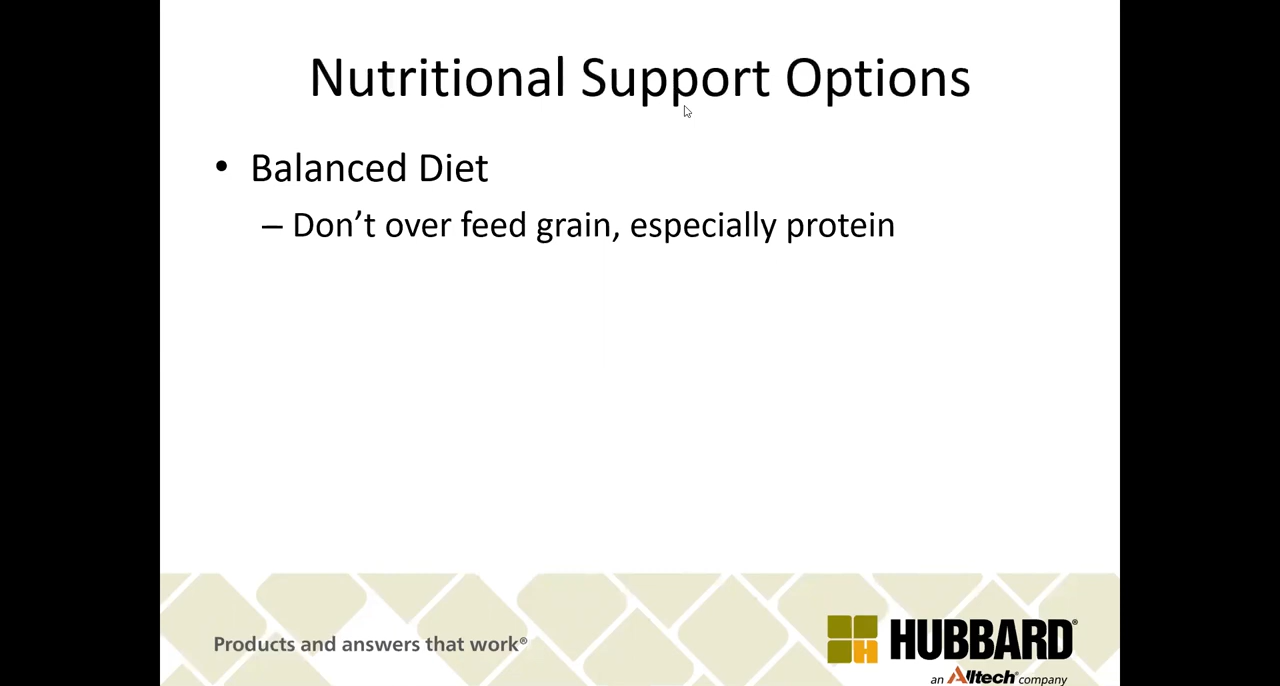 Nutritional Support Options
• Balanced Diet
– Don’t over feed grain, especially protein
Products and answers that work®
H
HUBBARD®
an Alltech® company